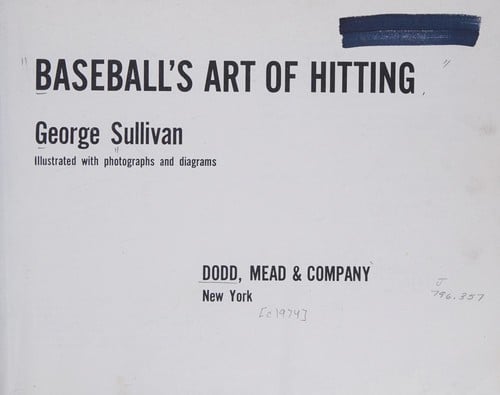 BASEBALL'S ART OF HITTING
George Sullivan
Illustrated with photographs and diagrams
DODD, MEAD & COMPANY
New York
[c1974]
J
796.357